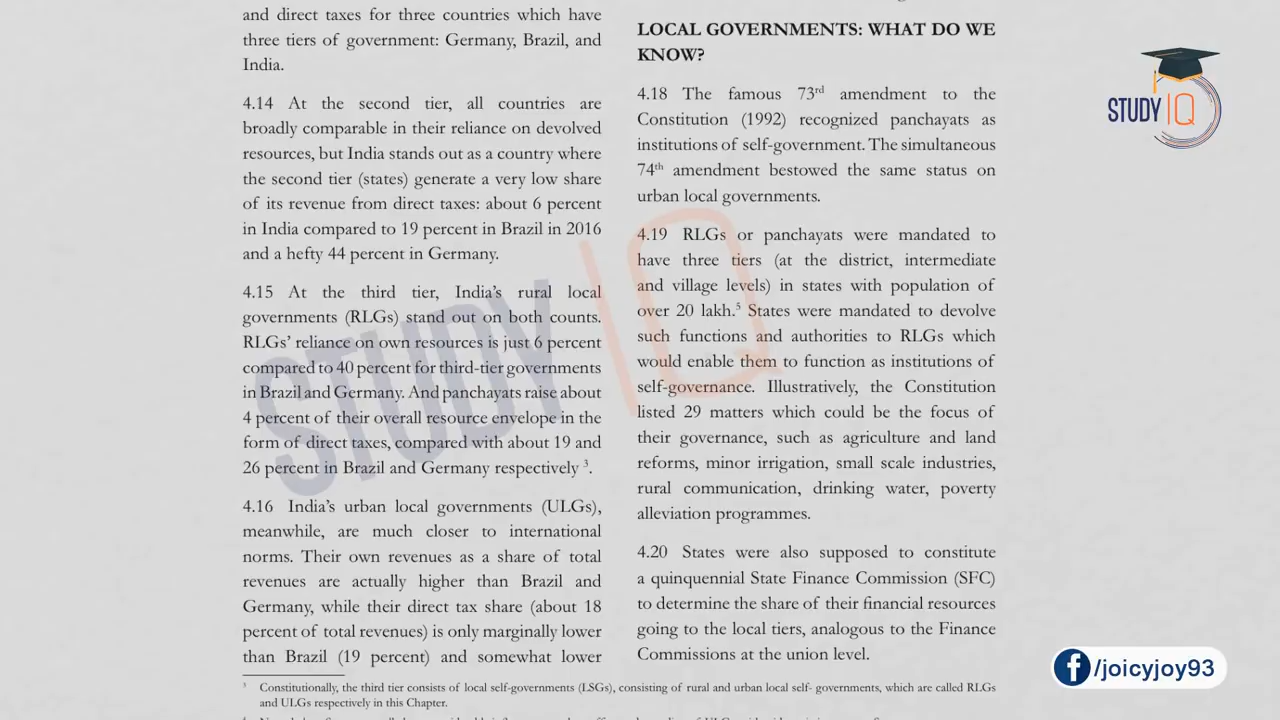 and direct taxes for three countries which have
three tiers of government: Germany, Brazil, and
India.
4.14 At the second tier, all countries are
broadly comparable in their reliance on devolved
resources, but India stands out as a country where
the second tier (states) generate a very low share
of its revenue from direct taxes: about 6 percent
in India compared to 19 percent in Brazil in 2016
and a hefty 44 percent in Germany.
4.15 At the third tier, India's rural local
governments (RLGs) stand out on both counts.
RLGs' reliance on own resources is just 6 percent
compared to 40 percent for third-tier governments
in Brazil and Germany. And panchayats raise about
4 percent of their overall resource envelope in the
form of direct taxes, compared with about 19 and
26 percent in Brazil and Germany respectively ³.
4.16 India's urban local governments (ULGs),
meanwhile, are much closer to international
norms. Their own revenues as a share of total
revenues are actually higher than Brazil and
Germany, while their direct tax share (about 18
percent of total revenues) is only marginally lower
than Brazil (19 percent) and somewhat lower
LOCAL GOVERNMENTS: WHAT DO WE
KNOW?
4.18 The famous 73rd amendment to the
Constitution (1992) recognized panchayats as
institutions of self-government. The simultaneous
74th amendment bestowed the same status on
urban local governments.
4.19 RLGs or panchayats were mandated to
have three tiers (at the district, intermediate
and village levels) in states with population of
over 20 lakh.⁵ States were mandated to devolve
such functions and authorities to RLGs which
would enable them to function as institutions of
self-governance. Illustratively, the Constitution
listed 29 matters which could be the focus of
their governance, such as agriculture and land
reforms, minor irrigation, small scale industries,
rural communication, drinking water, poverty
alleviation programmes.
4.20 States were also supposed to constitute
a quinquennial State Finance Commission (SFC)
to determine the share of their financial resources
going to the local tiers, analogous to the Finance
Commissions at the union level.
³ Constitutionally, the third tier consists of local self-governments (LSGs), consisting of rural and urban local self- governments, which are called RLGs
and ULGs respectively in this Chapter.
STUDY IQ
STUDY IQ
/joicyjoy93